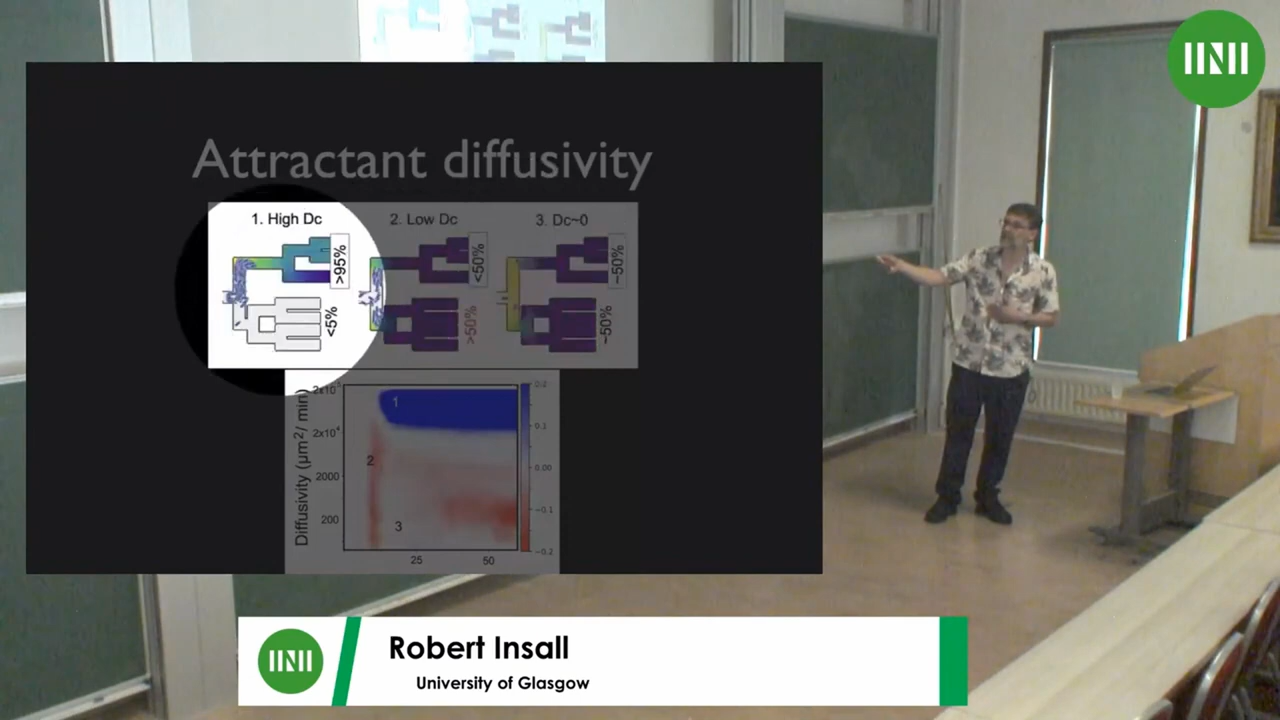 Attractant diffusivity
1. High Dc
2. Low Dc
3. Dc~0
>95%
<5%
<50%
>50%
~50%
~50%
Diffusivity (μm²/ min)
2x10⁴
2000
200
1
2
3
25
50
0.2
0.1
0.00
−0.1
−0.2
Robert Insall
University of Glasgow